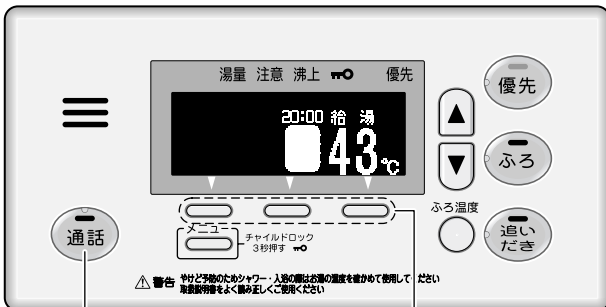 湯量 注意 沸上 優先
20:00 給湯
43℃
優先
ふろ
ふろ温度
追い
だき
通話
メニュー
チャイルドロック
3秒押す
警告 やけど予防のためシャワー・入浴の際はお湯の温度を確かめて使用してください
取扱説明書をよく読み正しくご使用ください